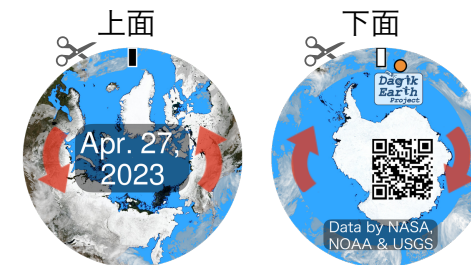 上面
下面
Apr. 27,
2023
Dagik
Earth
Project
Data by NASA,
NOAA & USGS